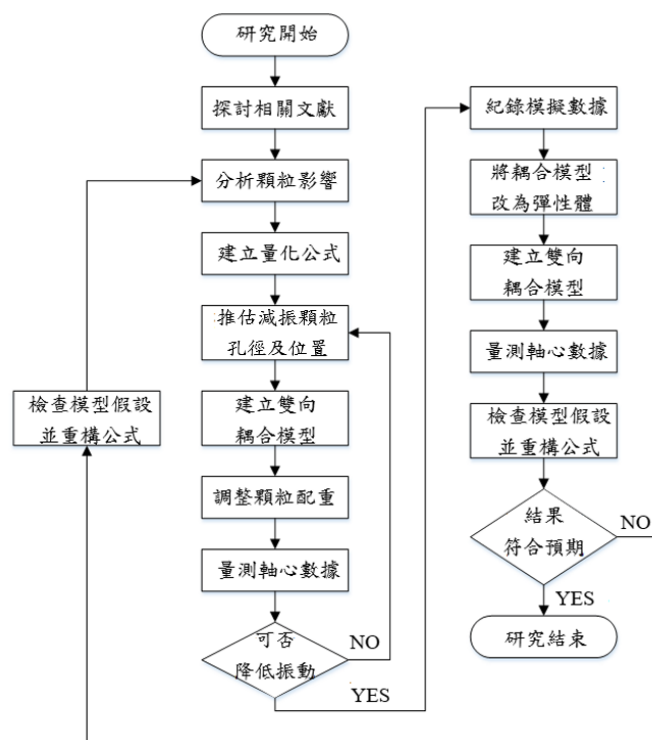 研究開始
探討相關文獻
分析顆粒影響
建立量化公式
推估減振顆粒
孔徑及位置
建立雙向
耦合模型
調整顆粒配重
量測軸心數據
可否
降低振動
NO
YES
檢查模型假設
並重構公式
紀錄模擬數據
將耦合模型
改為彈性體
建立雙向
耦合模型
量測軸心數據
檢查模型假設
並重構公式
結果
符合預期
NO
YES
研究結束